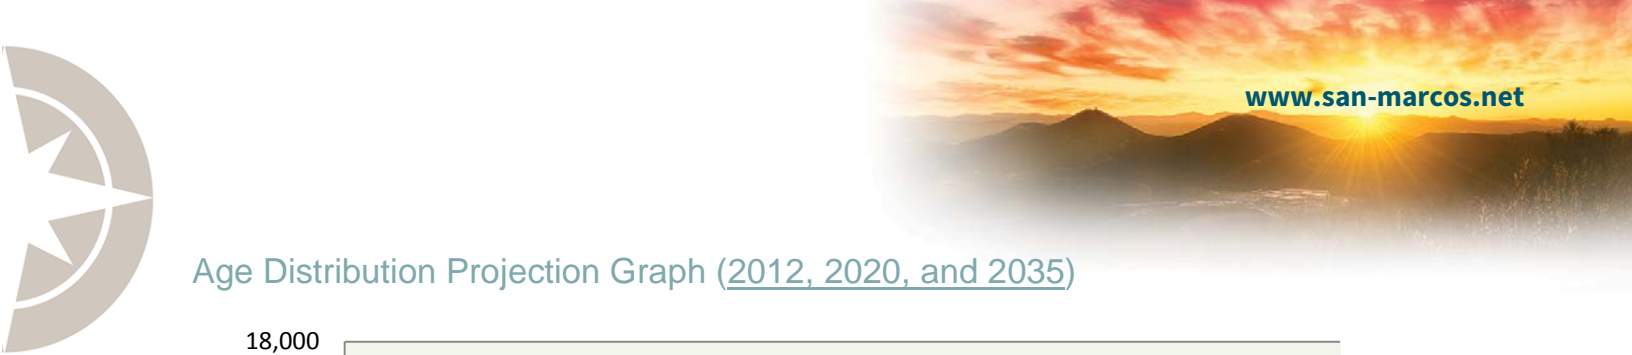 www.san-marcos.net
Age Distribution Projection Graph (2012, 2020, and 2035)
18,000